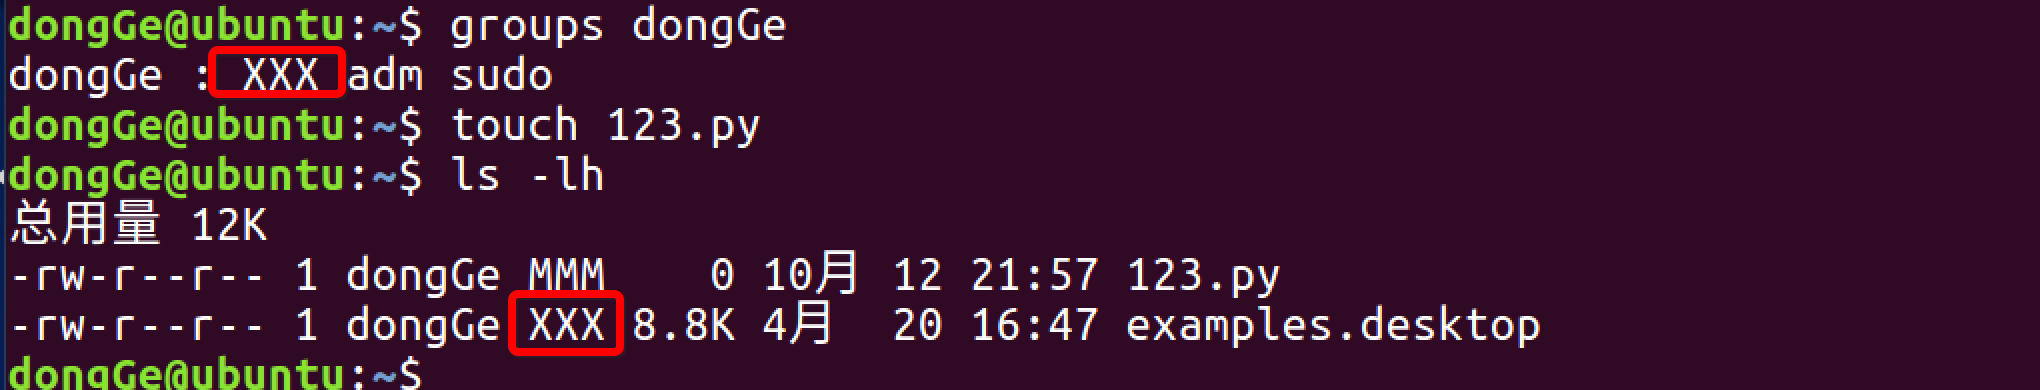 dongGe@ubuntu:~$ groups dongGe
dongGe : XXX adm sudo
dongGe@ubuntu:~$ touch 123.py
dongGe@ubuntu:~$ ls -lh
总用量 12K
-rw-r--r-- 1 dongGe MMM    0 10月 12 21:57 123.py
-rw-r--r-- 1 dongGe XXX 8.8K 4月  20 16:47 examples.desktop
dongGe@ubuntu:~$